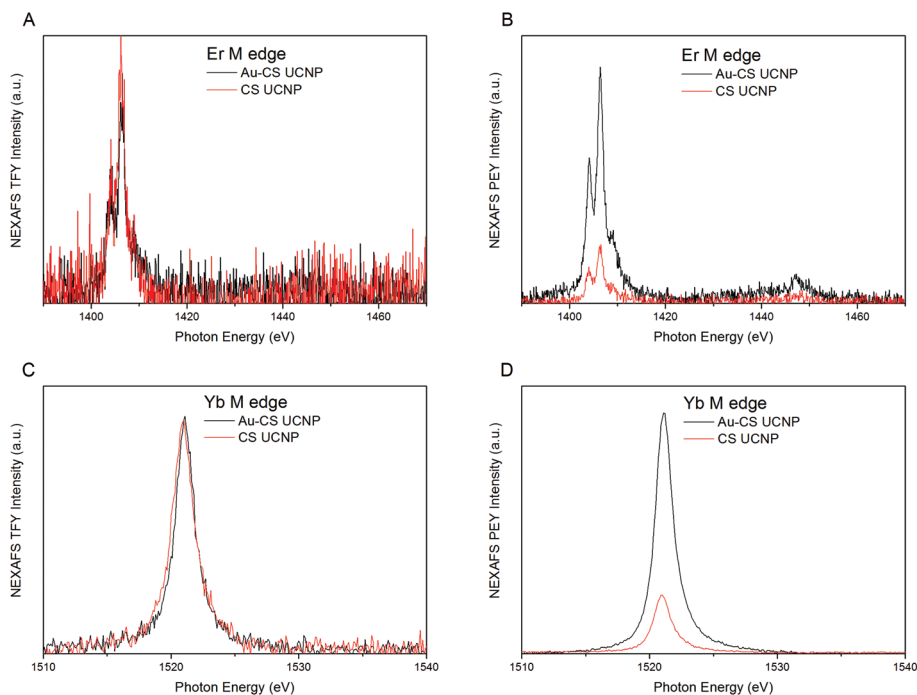 A
Er M edge
Au-CS UCNP
CS UCNP
NEXAFS TFY Intensity (a.u.)
1400
1420
1440
1460
Photon Energy (eV)
B
Er M edge
Au-CS UCNP
CS UCNP
NEXAFS PEY Intensity (a.u.)
1400
1420
1440
1460
Photon Energy (eV)
C
Yb M edge
Au-CS UCNP
CS UCNP
NEXAFS TFY Intensity (a.u.)
1510
1520
1530
1540
Photon Energy (eV)
D
Yb M edge
Au-CS UCNP
CS UCNP
NEXAFS PEY Intensity (a.u.)
1510
1520
1530
1540
Photon Energy (eV)